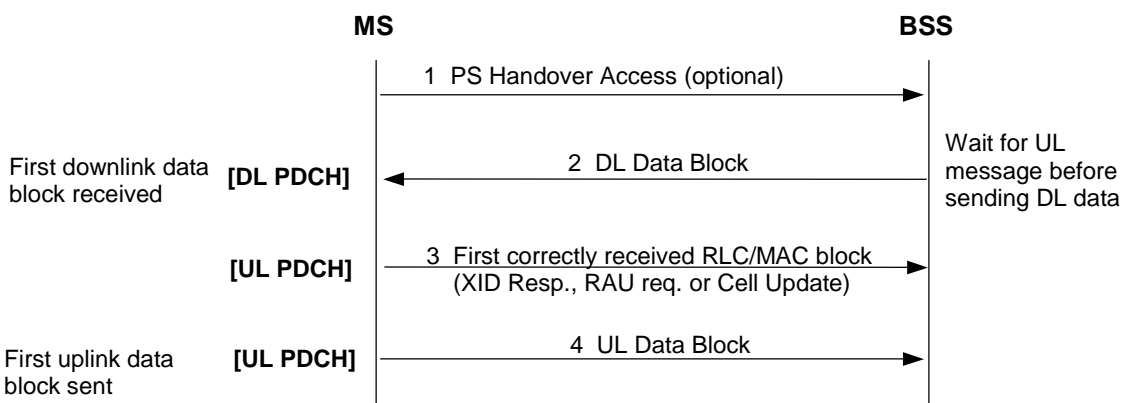 MS
BSS
1 PS Handover Access (optional)
Wait for UL
message before
sending DL data
First downlink data
block received
[DL PDCH]
2 DL Data Block
[UL PDCH]
3 First correctly received RLC/MAC block
(XID Resp., RAU req. or Cell Update)
First uplink data
block sent
[UL PDCH]
4 UL Data Block